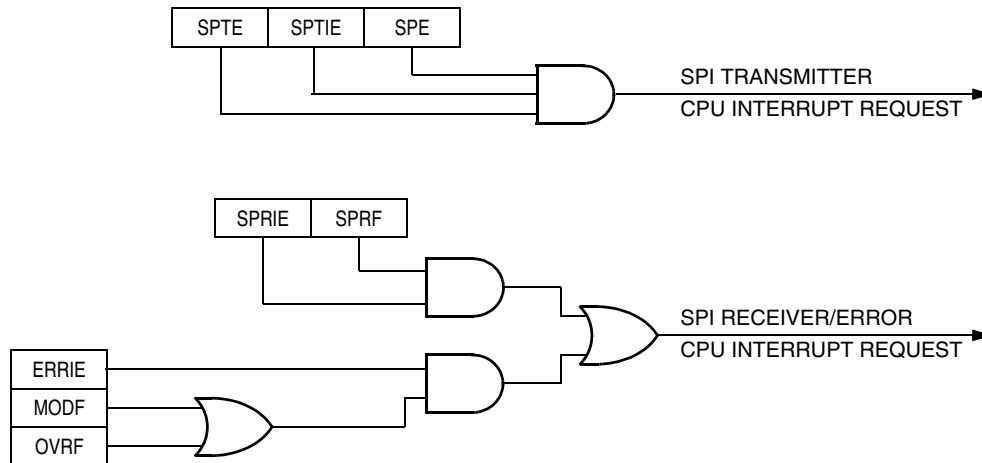 SPTE SPTIE SPE
SPI TRANSMITTER
CPU INTERRUPT REQUEST
SPRIE SPRF
SPI RECEIVER/ERROR
CPU INTERRUPT REQUEST
ERRIE
MODF
OVRF